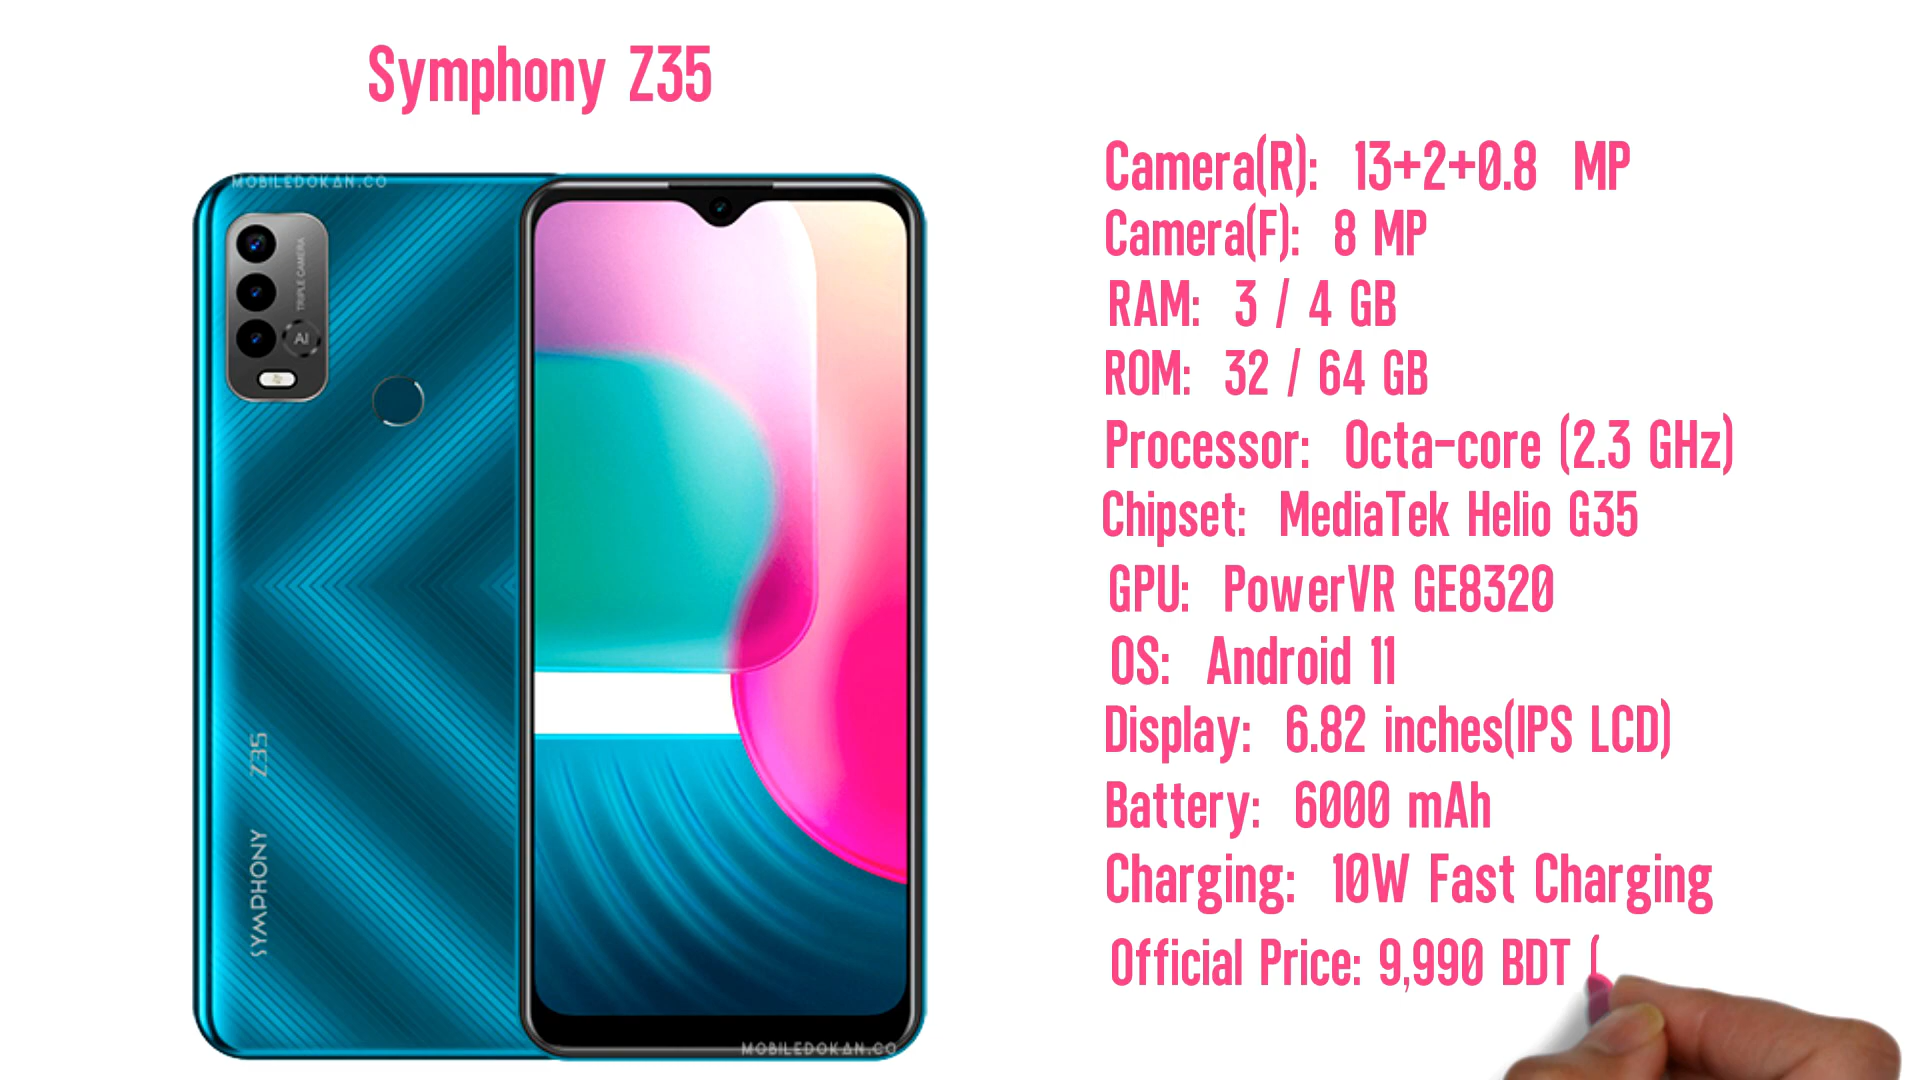 Symphony Z35
MOBILEDOKAN.CO
TRIPLE CAMERA
AI
SYMPHONY Z35
MOBILEDOKAN.CO
Camera(R): 13+2+0.8 MP
Camera(F): 8 MP
RAM: 3 / 4 GB
ROM: 32 / 64 GB
Processor: Octa-core (2.3 GHz)
Chipset: MediaTek Helio G35
GPU: PowerVR GE8320
OS: Android 11
Display: 6.82 inches(IPS LCD)
Battery: 6000 mAh
Charging: 10W Fast Charging
Official Price: 9,990 BDT (